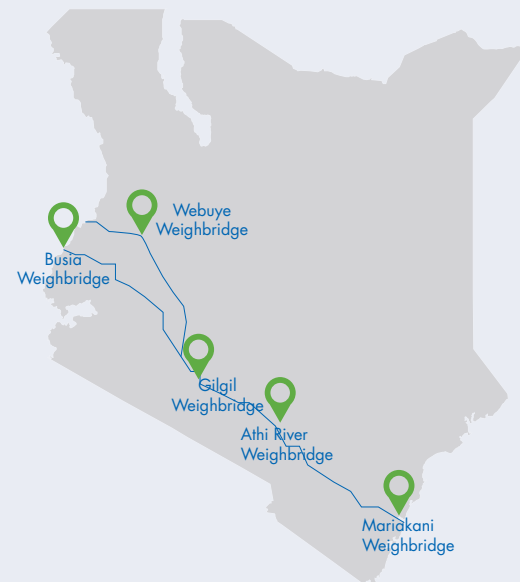 Webuye
Weighbridge
Busia
Weighbridge
Gilgil
Weighbridge
Athi River
Weighbridge
Mariakani
Weighbridge